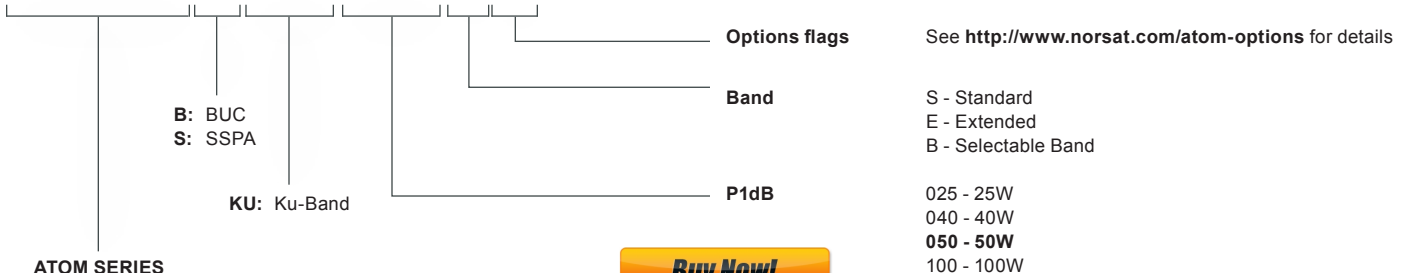 Options flags See http://www.norsat.com/atom-options for details
Band S - Standard
E - Extended
B - Selectable Band
B: BUC
S: SSPA
P1dB 025 - 25W
KU: Ku-Band
040 - 40W
050 - 50W
100 - 100W
ATOM SERIES
Buy Now!